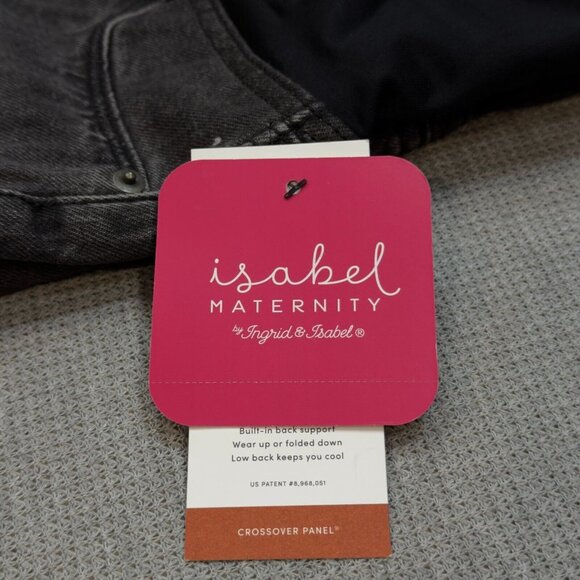 isabel
MATERNITY
by Ingrid & Isabel®
Built-in back support
Wear up or folded down
Low back keeps you cool
US PATENT #8,968,051
CROSSOVER PANEL®